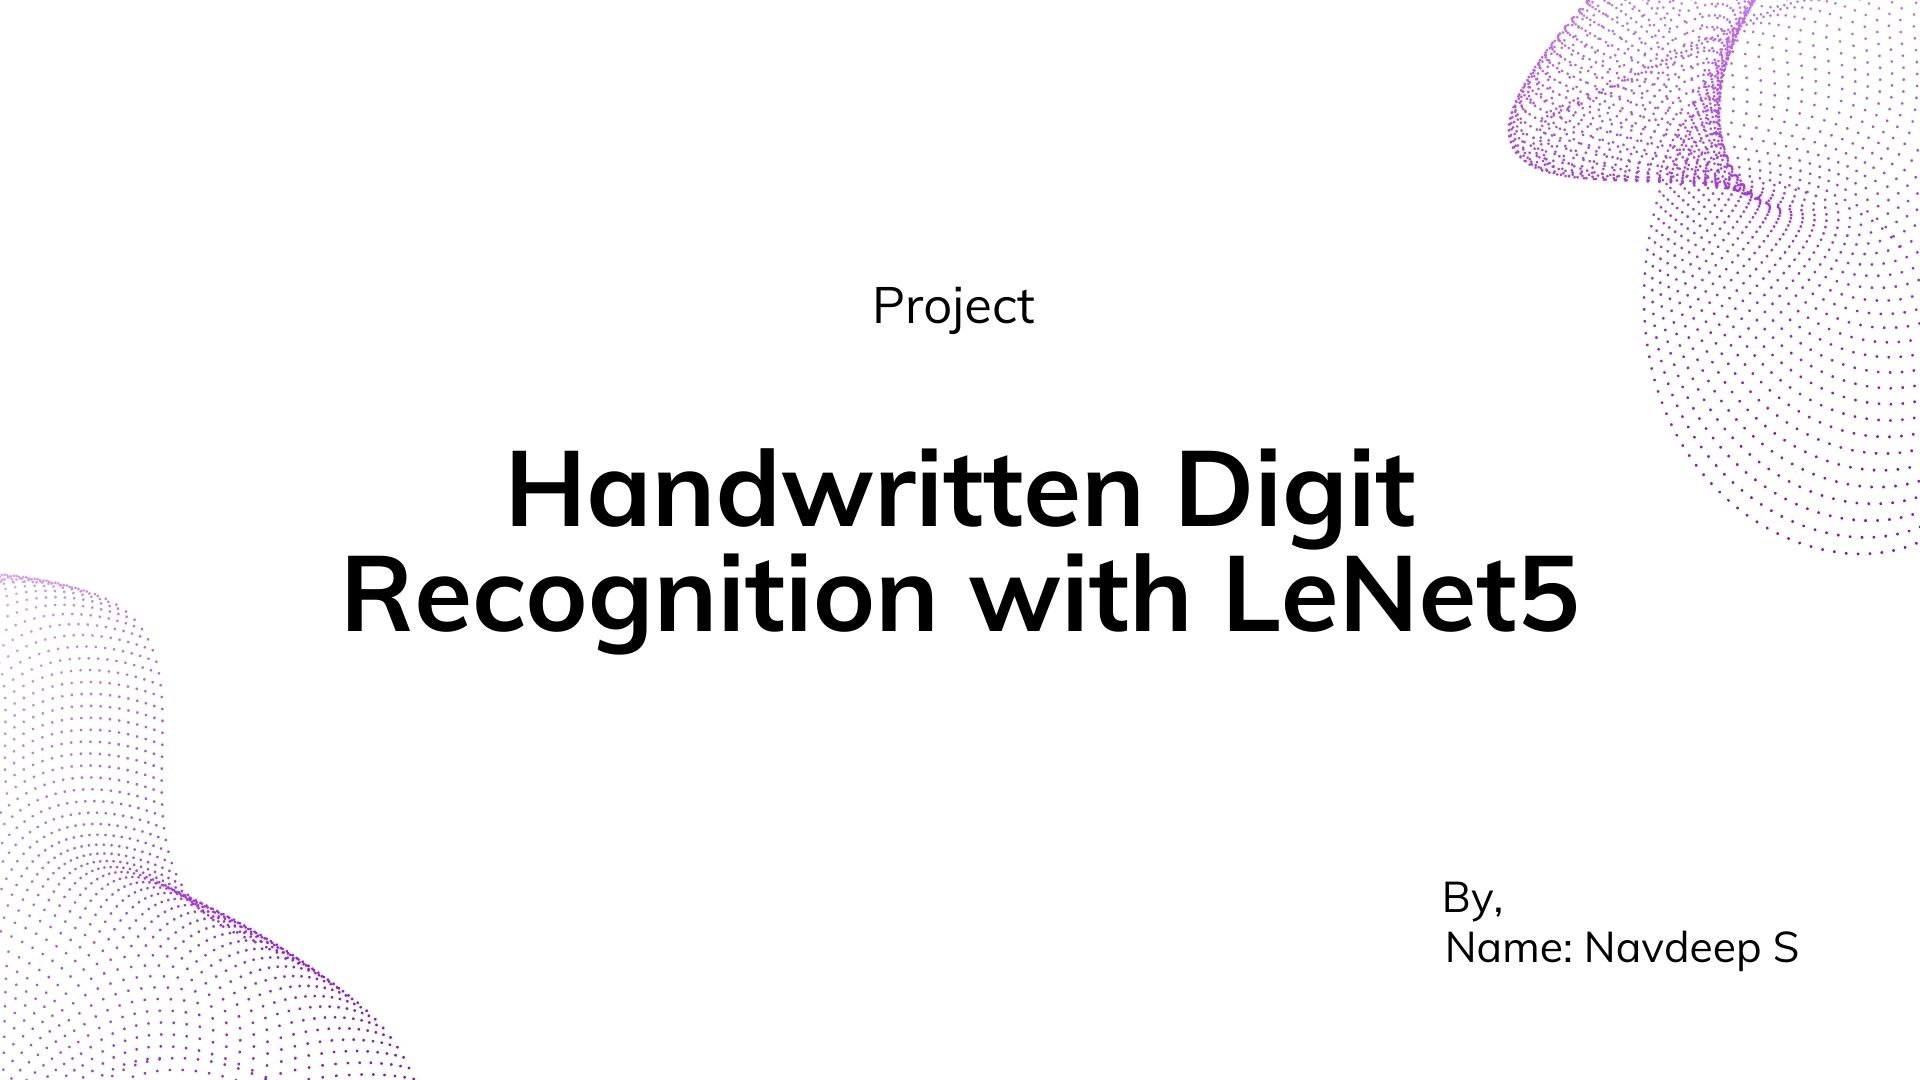 Project
Handwritten Digit
Recognition with LeNet5
By,
Name: Navdeep S